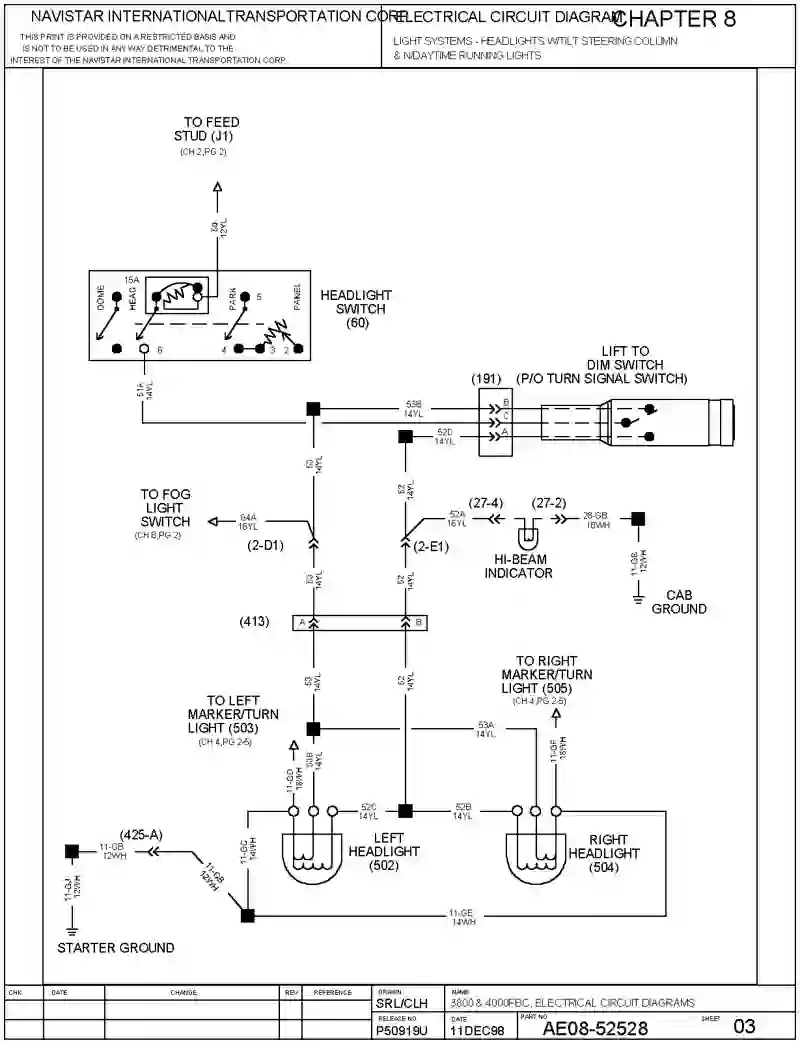 NAVISTAR INTERNATIONALTRANSPORTATION CORP.
THIS PRINT IS PROVIDED ON A RESTRICTED BASIS AND
IS NOT TO BE USED IN ANY WAY DETRIMENTAL TO THE
INTEREST OF THE NAVISTAR INTERNATIONAL TRANSPORTATION CORP.
ELECTRICAL CIRCUIT DIAGRAM
CHAPTER 8
LIGHT SYSTEMS - HEADLIGHTS W/TILT STEERING COLUMN
& N/DAYTIME RUNNING LIGHTS
TO FEED
STUD (J1)
(CH 2,PG 2)
12YL
15A
DOME
HEAD
PARK
5
PANEL
6
4
3
2
HEADLIGHT
SWITCH
(60)
51A
14YL
LIFT TO
DIM SWITCH
(P/O TURN SIGNAL SWITCH)
(191)
53B
14YL
B
C
A
52D
14YL
53
14YL
52
14YL
TO FOG
LIGHT
SWITCH
(CH 8,PG 2)
64A
16YL
(2-D1)
52A
16YL
(27-4)
(27-2)
28-GB
18WH
(2-E1)
HI-BEAM
INDICATOR
11-GB
12WH
CAB
GROUND
53
14YL
52
14YL
(413)
A
B
53
14YL
52
14YL
TO RIGHT
MARKER/TURN
LIGHT (505)
(CH 4,PG 2-5)
TO LEFT
MARKER/TURN
LIGHT (503)
(CH 4,PG 2-5)
53A
14YL
11-GD
18WH
53B
14YL
11-GF
18WH
52C
14YL
52B
14YL
(425-A)
11-GB
12WH
11-GC
14WH
LEFT
HEADLIGHT
(502)
RIGHT
HEADLIGHT
(504)
11-GJ
12WH
11-GB
12WH
11-GE
14WH
STARTER GROUND
CHK
DATE
CHANGE
REV
REFERENCE
DRAWN
SRL/CLH
NAME
3800 & 4000FBC, ELECTRICAL CIRCUIT DIAGRAMS
RELEASE NO.
P50919U
DATE
11DEC98
PART NO.
AE08-52528
SHEET
03